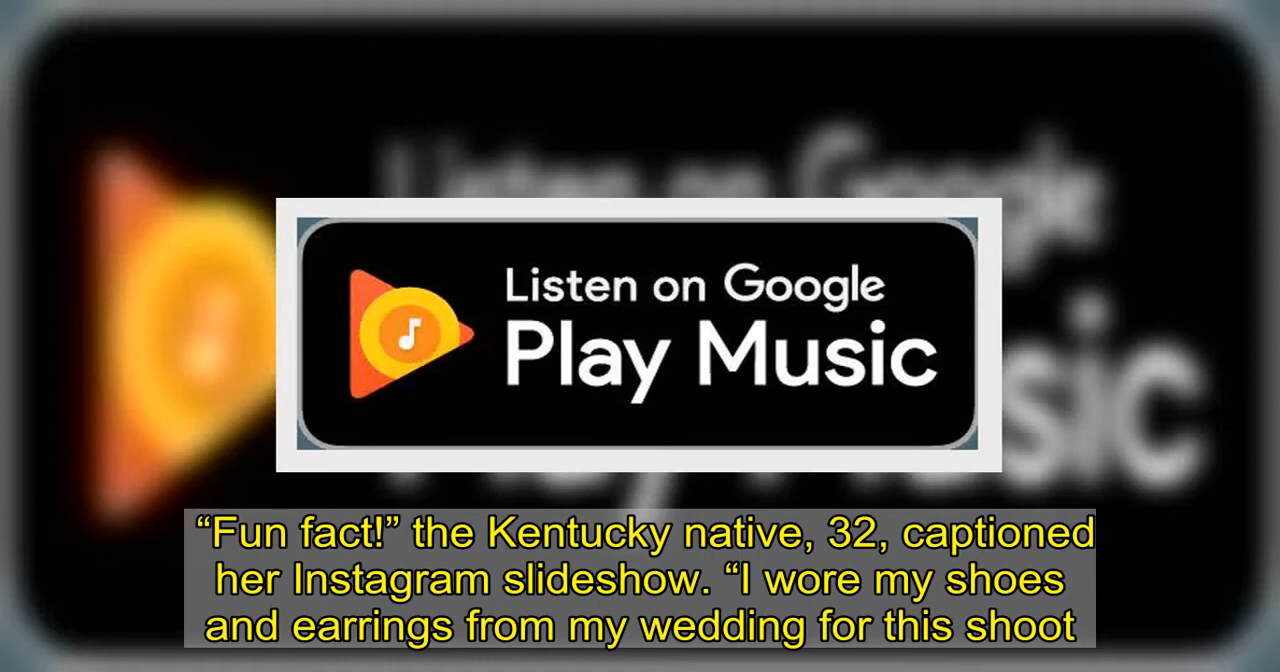 Listen on Google
Play Music
“Fun fact!” the Kentucky native, 32, captioned
her Instagram slideshow. “I wore my shoes
and earrings from my wedding for this shoot